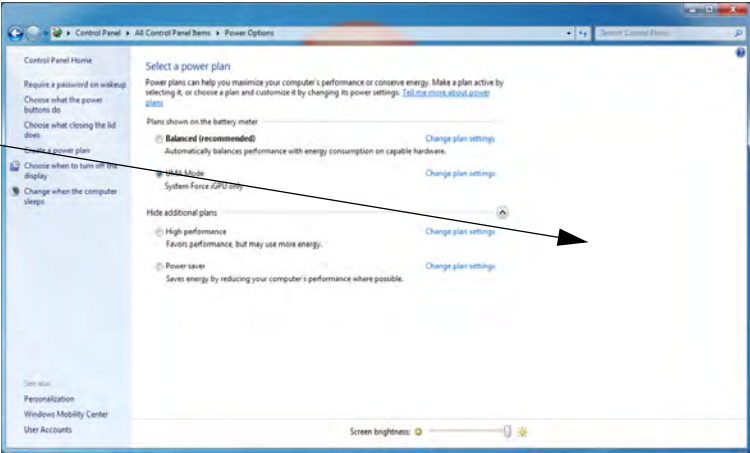 Control Panel ▸ All Control Panel Items ▸ Power Options
Search Control Panel
Control Panel Home
Require a password on wakeup
Choose what the power
buttons do
Choose what closing the lid
does
Create a power plan
Choose when to turn off the
display
Change when the computer
sleeps
Select a power plan
Power plans can help you maximize your computer's performance or conserve energy. Make a plan active by
selecting it, or choose a plan and customize it by changing its power settings. Tell me more about power
plans
Plans shown on the battery meter
Balanced (recommended) Change plan settings
Automatically balances performance with energy consumption on capable hardware.
UMA Mode Change plan settings
System Force iGPU only
Hide additional plans
High performance Change plan settings
Favors performance, but may use more energy.
Power saver Change plan settings
Saves energy by reducing your computer's performance where possible.
See also
Personalization
Windows Mobility Center
User Accounts
Screen brightness: